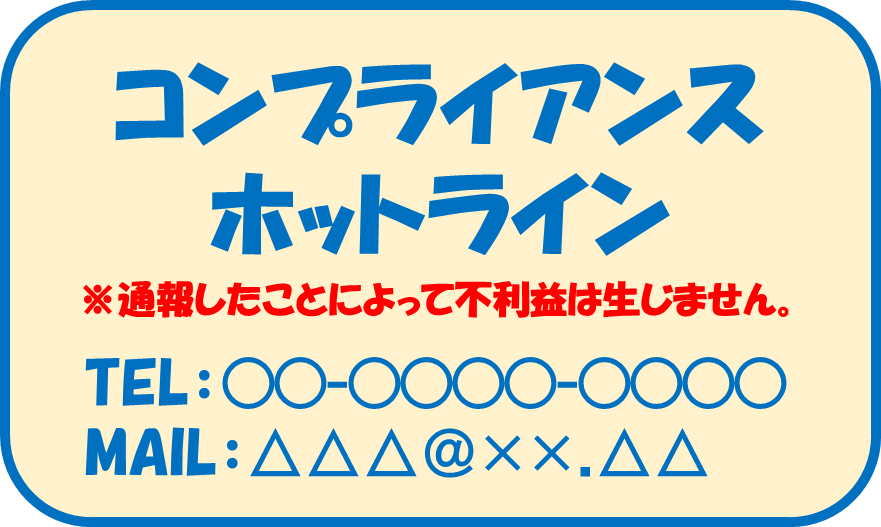 コンプライアンス
ホットライン
※通報したことによって不利益は生じません。
TEL：〇〇-〇〇〇〇-〇〇〇〇
MAIL：△△△@××.△△